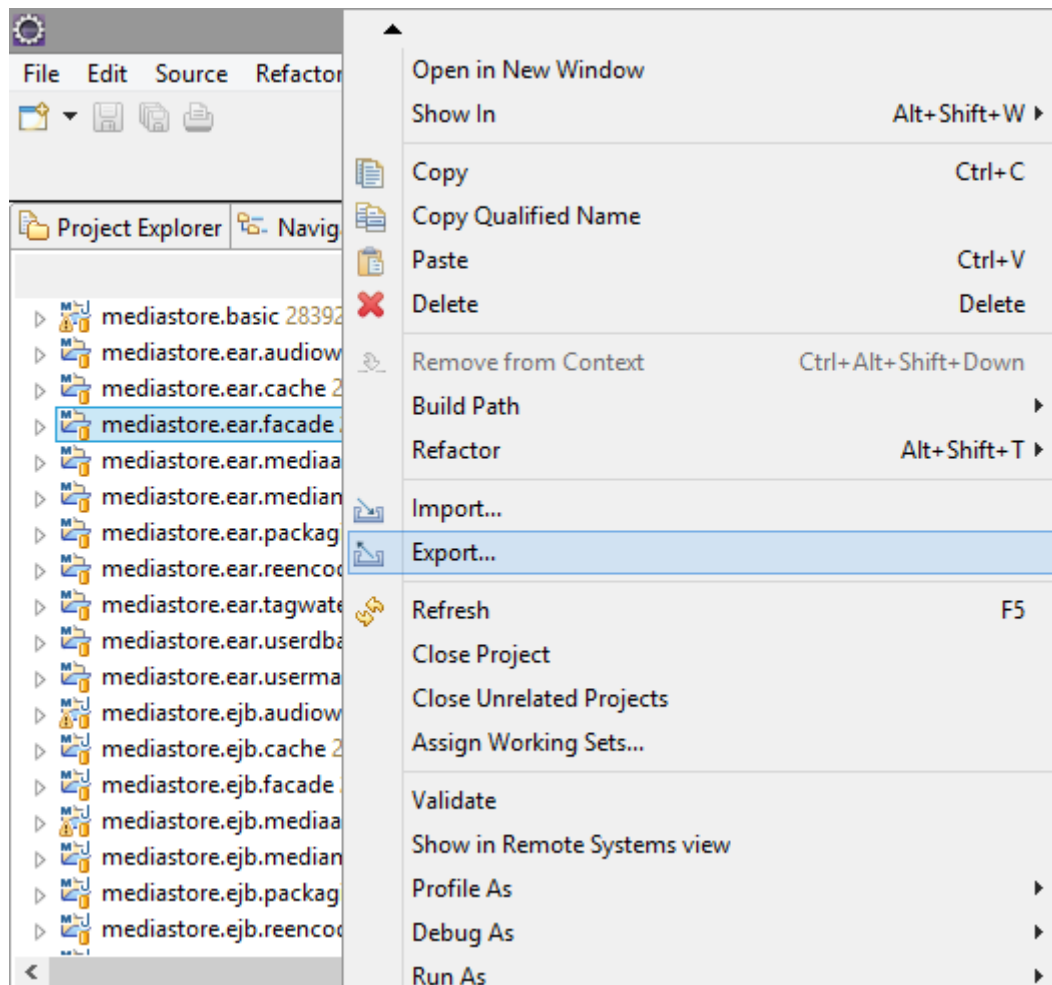 File Edit Source Refactor
Project Explorer Navig
mediastore.basic 28392
mediastore.ear.audiow
mediastore.ear.cache 2
mediastore.ear.facade
mediastore.ear.mediaa
mediastore.ear.median
mediastore.ear.packag
mediastore.ear.reencod
mediastore.ear.tagwate
mediastore.ear.userdba
mediastore.ear.userma
mediastore.ejb.audiow
mediastore.ejb.cache 2
mediastore.ejb.facade
mediastore.ejb.mediaa
mediastore.ejb.median
mediastore.ejb.packag
mediastore.ejb.reencod
Open in New Window
Show In Alt+Shift+W
Copy Ctrl+C
Copy Qualified Name
Paste Ctrl+V
Delete Delete
Remove from Context Ctrl+Alt+Shift+Down
Build Path
Refactor Alt+Shift+T
Import...
Export...
Refresh F5
Close Project
Close Unrelated Projects
Assign Working Sets...
Validate
Show in Remote Systems view
Profile As
Debug As
Run As